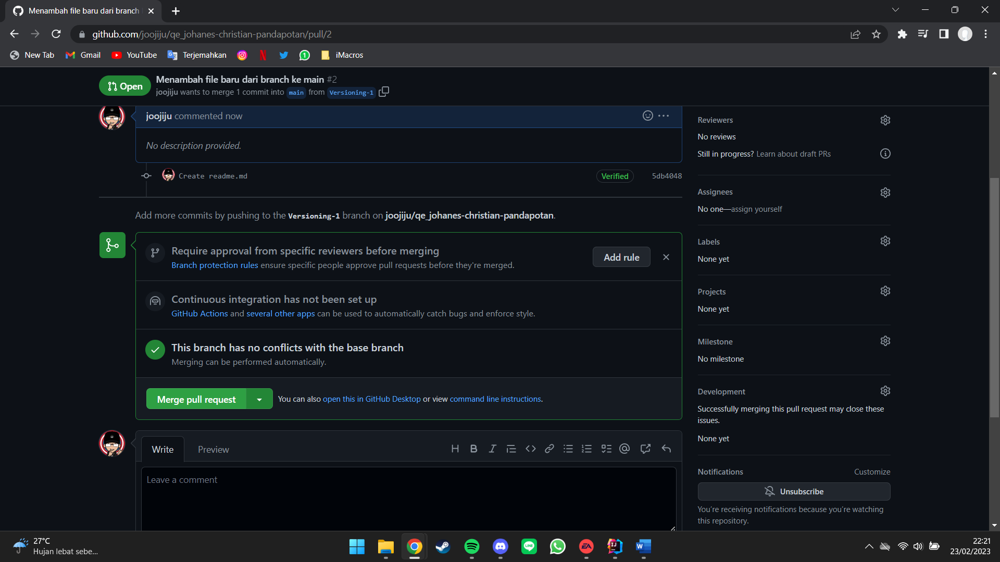 Menambah file baru dari branch
github.com/joojiju/qe_johanes-christian-pandapotan/pull/2
New Tab Gmail YouTube Terjemahkan iMacros
Open
Menambah file baru dari branch ke main #2
joojiju wants to merge 1 commit into main from Versioning-1
joojiju commented now
No description provided.
Create readme.md Verified 5db4048
Add more commits by pushing to the Versioning-1 branch on joojiju/qe_johanes-christian-pandapotan.
Require approval from specific reviewers before merging
Branch protection rules ensure specific people approve pull requests before they're merged.
Add rule
Continuous integration has not been set up
GitHub Actions and several other apps can be used to automatically catch bugs and enforce style.
This branch has no conflicts with the base branch
Merging can be performed automatically.
Merge pull request You can also open this in GitHub Desktop or view command line instructions.
Write Preview
Leave a comment
Reviewers
No reviews
Still in progress? Learn about draft PRs
Assignees
No one—assign yourself
Labels
None yet
Projects
None yet
Milestone
No milestone
Development
Successfully merging this pull request may close these
issues.
None yet
Notifications Customize
Unsubscribe
You're receiving notifications because you're watching
this repository.
27°C
Hujan lebat sebe...
22:21
23/02/2023